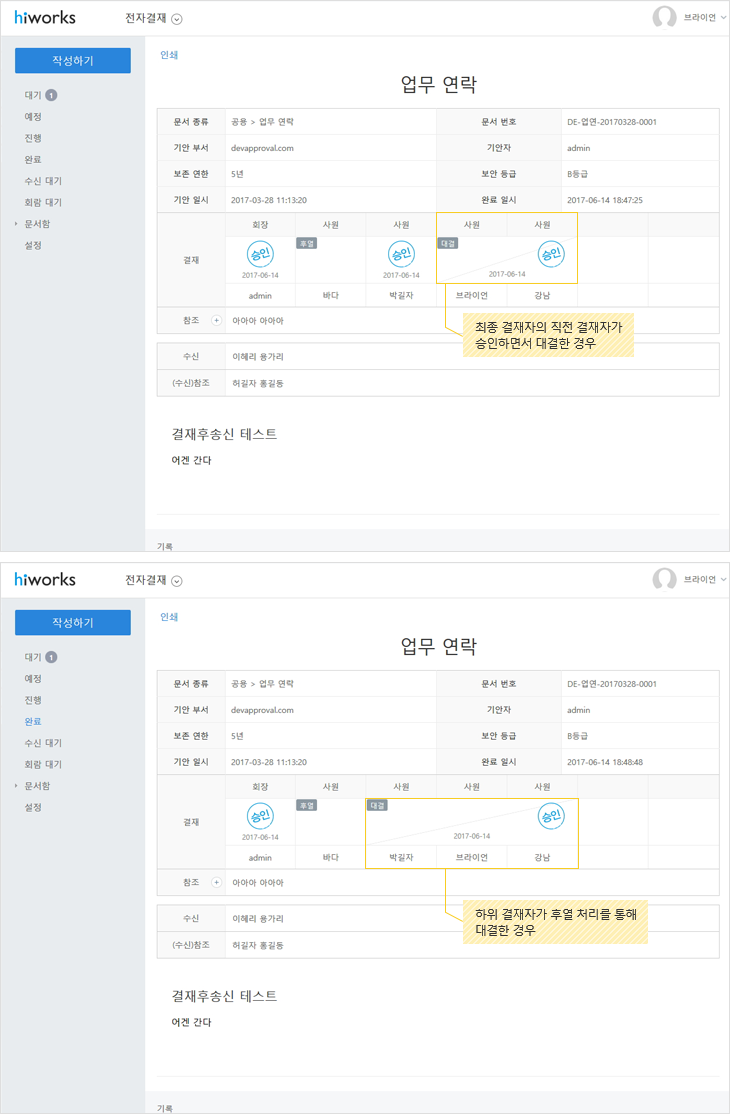 hiworks 전자결재 브라이언
작성하기
대기 1
예정
진행
완료
수신 대기
회람 대기
문서함
설정
인쇄
업무 연락
문서 종류 공용 > 업무 연락 문서 번호 DE-업연-20170328-0001
기안 부서 devapproval.com 기안자 admin
보존 연한 5년 보안 등급 B등급
기안 일시 2017-03-28 11:13:20 완료 일시 2017-06-14 18:47:25
회장 사원 사원 사원 사원
결재 승인 후열 승인 대결 승인
2017-06-14 2017-06-14 2017-06-14
admin 바다 박길자 브라이언 강남
참조 + 아아아 아아아
최종 결재자의 직전 결재자가
승인하면서 대결한 경우
수신 이혜리 용가리
(수신)참조 허길자 홍길동
결재후송신 테스트
어겐 간다
기록
hiworks 전자결재 브라이언
작성하기
대기 1
예정
진행
완료
수신 대기
회람 대기
문서함
설정
인쇄
업무 연락
문서 종류 공용 > 업무 연락 문서 번호 DE-업연-20170328-0001
기안 부서 devapproval.com 기안자 admin
보존 연한 5년 보안 등급 B등급
기안 일시 2017-03-28 11:13:20 완료 일시 2017-06-14 18:48:48
회장 사원 사원 사원 사원
결재 승인 후열 대결 승인
2017-06-14 2017-06-14
admin 바다 박길자 브라이언 강남
참조 + 아아아 아아아
하위 결재자가 후열 처리를 통해
대결한 경우
수신 이혜리 용가리
(수신)참조 허길자 홍길동
결재후송신 테스트
어겐 간다
기록